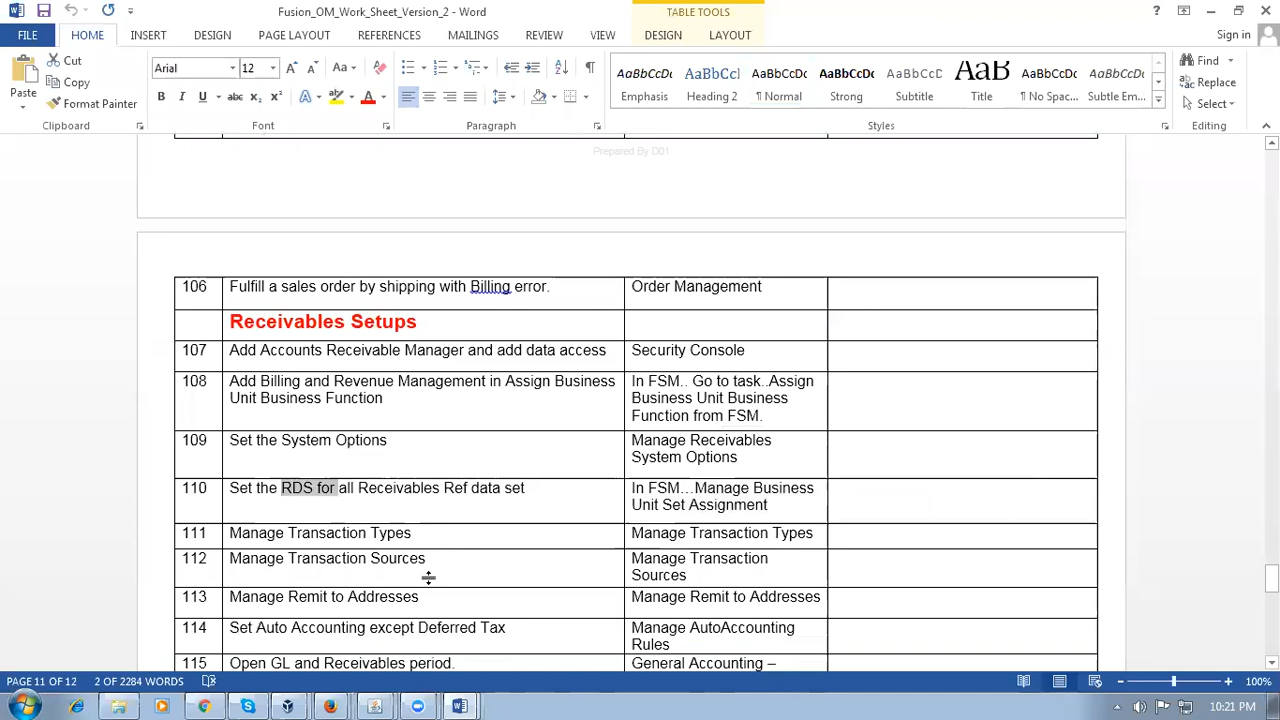 Fusion_OM_Work_Sheet_Version_2 - Word
TABLE TOOLS
?
FILE
HOME
INSERT
DESIGN
PAGE LAYOUT
REFERENCES
MAILINGS
REVIEW
VIEW
DESIGN
LAYOUT
Sign in
Paste
Cut
Copy
Format Painter
Arial
12
AaBbCcDc
AaBbCcI
AaBbCcDc
AaBbCcDc
AaBbCcDc
AaB
AaBbCcDc
AaBbCcDc
Emphasis
Heading 2
¶ Normal
Strong
Subtitle
Title
¶ No Spac...
Subtle Em...
Find
Replace
Select
Clipboard
Font
Paragraph
Styles
Editing
Prepared By D01
106 Fulfill a sales order by shipping with Billing error. Order Management
Receivables Setups
107 Add Accounts Receivable Manager and add data access Security Console
108 Add Billing and Revenue Management in Assign Business In FSM.. Go to task..Assign
Unit Business Function Business Unit Business
Function from FSM.
109 Set the System Options Manage Receivables
System Options
110 Set the RDS for all Receivables Ref data set In FSM…Manage Business
Unit Set Assignment
111 Manage Transaction Types Manage Transaction Types
112 Manage Transaction Sources Manage Transaction
Sources
113 Manage Remit to Addresses Manage Remit to Addresses
114 Set Auto Accounting except Deferred Tax Manage AutoAccounting
Rules
115 Open GL and Receivables period. General Accounting –
PAGE 11 OF 12
2 OF 2284 WORDS
100%
10:21 PM